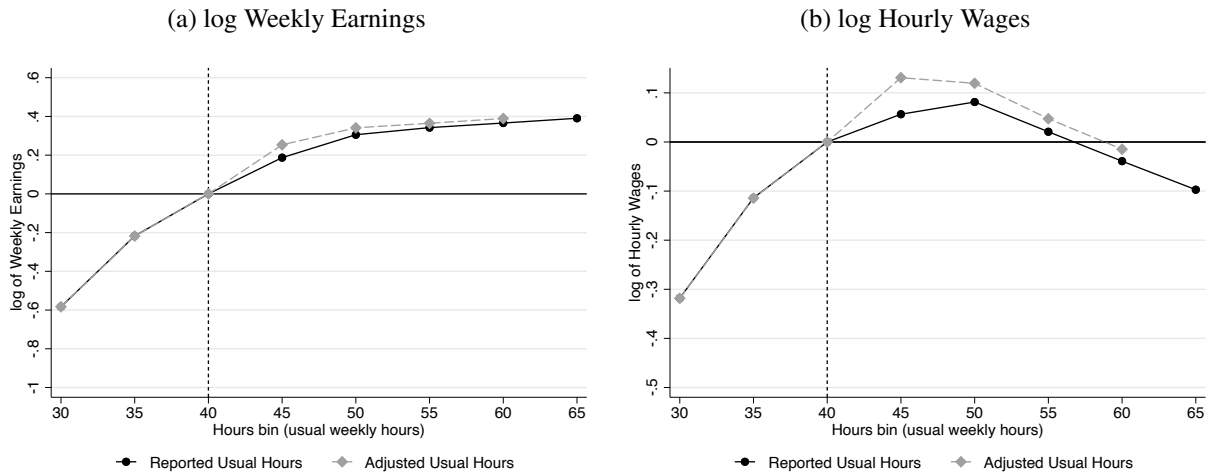 (a) log Weekly Earnings
log of Weekly Earnings
.6
.4
.2
0
-.2
-.4
-.6
-.8
-1
30 35 40 45 50 55 60 65
Hours bin (usual weekly hours)
Reported Usual Hours Adjusted Usual Hours
(b) log Hourly Wages
log of Hourly Wages
.1
0
-.1
-.2
-.3
-.4
-.5
30 35 40 45 50 55 60 65
Hours bin (usual weekly hours)
Reported Usual Hours Adjusted Usual Hours